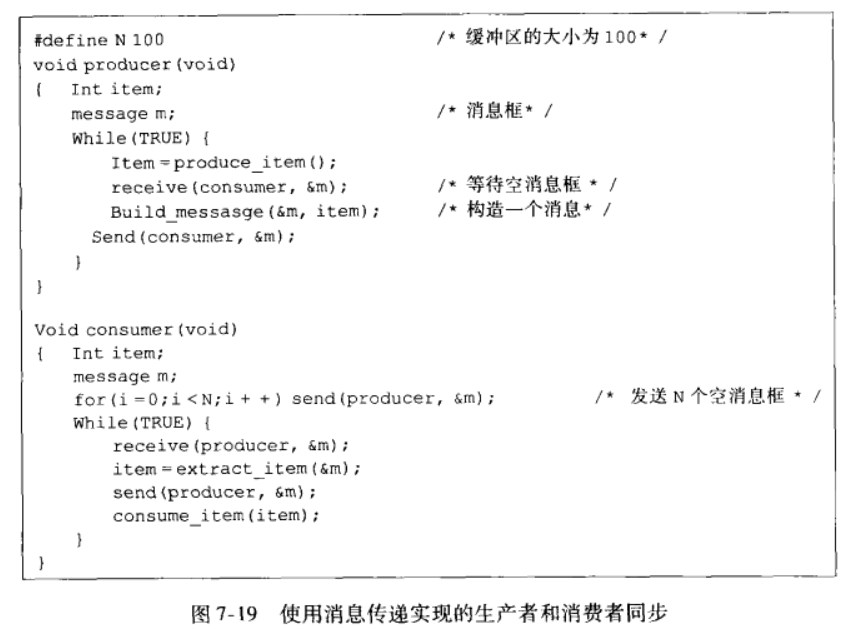 #define N 100 /* 缓冲区的大小为100* /
void producer(void)
{ Int item;
message m; /* 消息框* /
While(TRUE) {
Item=produce_item();
receive(consumer, &m); /* 等待空消息框 * /
Build_messasge(&m, item); /* 构造一个消息* /
Send(consumer, &m);
}
}
Void consumer(void)
{ Int item;
message m;
for(i=0;i<N;i++) send(producer, &m); /* 发送 N 个空消息框 * /
While(TRUE) {
receive(producer, &m);
item=extract_item(&m);
send(producer, &m);
consume_item(item);
}
}
图 7-19 使用消息传递实现的生产者和消费者同步